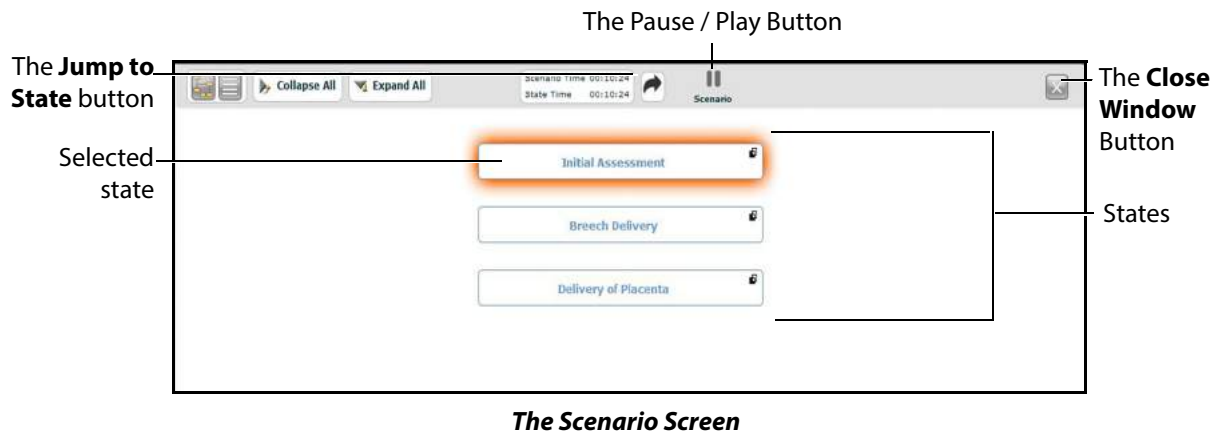 The Pause / Play Button
The Jump to
State button
Collapse All
Expand All
Scenario Time 00:10:24
State Time 00:10:24
Scenario
The Close
Window
Button
Selected
state
Initial Assessment
Breech Delivery
Delivery of Placenta
States
The Scenario Screen